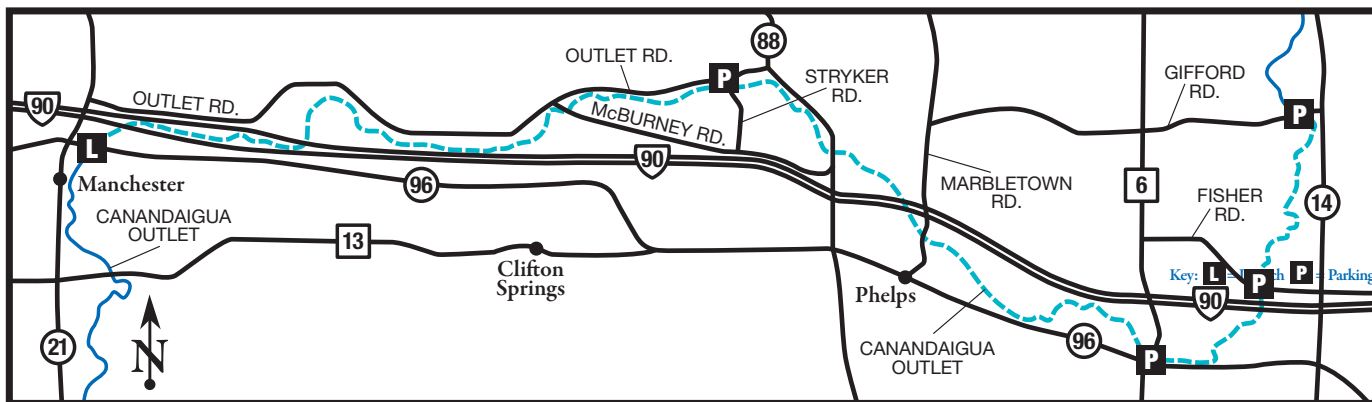 88
OUTLET RD.
STRYKER
RD.
GIFFORD
RD.
90
OUTLET RD.
P
P
McBURNEY RD.
L
90
96
Manchester
MARBLETOWN
RD.
6
FISHER
RD.
14
CANANDAIGUA
OUTLET
13
Clifton
Springs
Phelps
Key: L = P = Parking
P
90
21
N
CANANDAIGUA
OUTLET
96
P